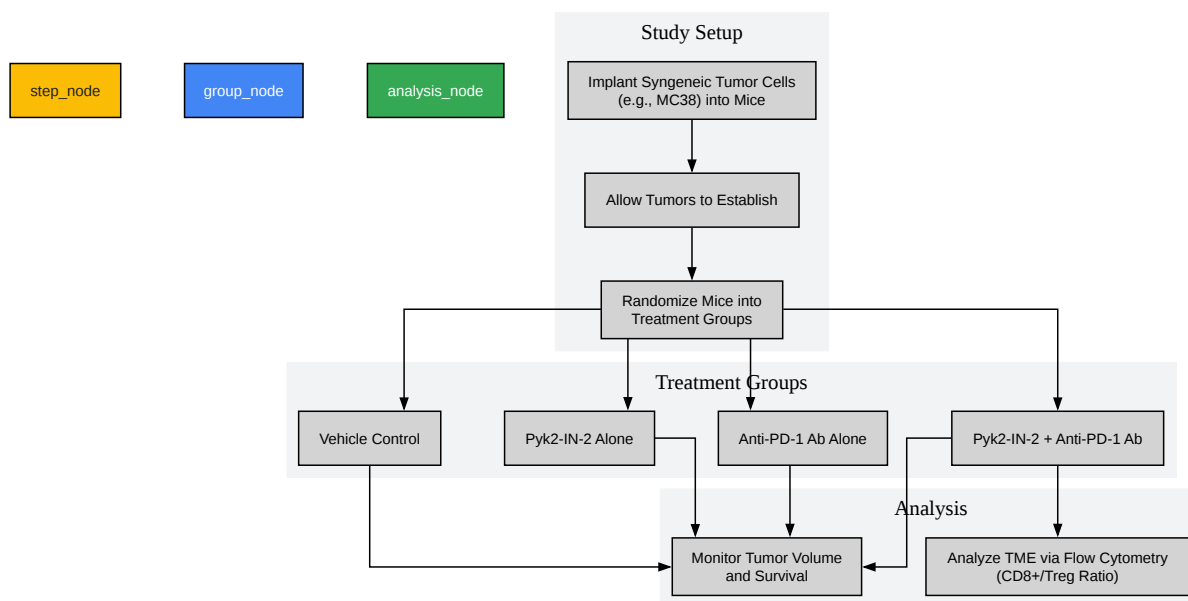 Study Setup
step_node
group_node
analysis_node
Implant Syngeneic Tumor Cells
(e.g., MC38) into Mice
Allow Tumors to Establish
Randomize Mice into
Treatment Groups
Treatment Groups
Vehicle Control
Pyk2-IN-2 Alone
Anti-PD-1 Ab Alone
Pyk2-IN-2 + Anti-PD-1 Ab
Analysis
Monitor Tumor Volume
and Survival
Analyze TME via Flow Cytometry
(CD8+/Treg Ratio)